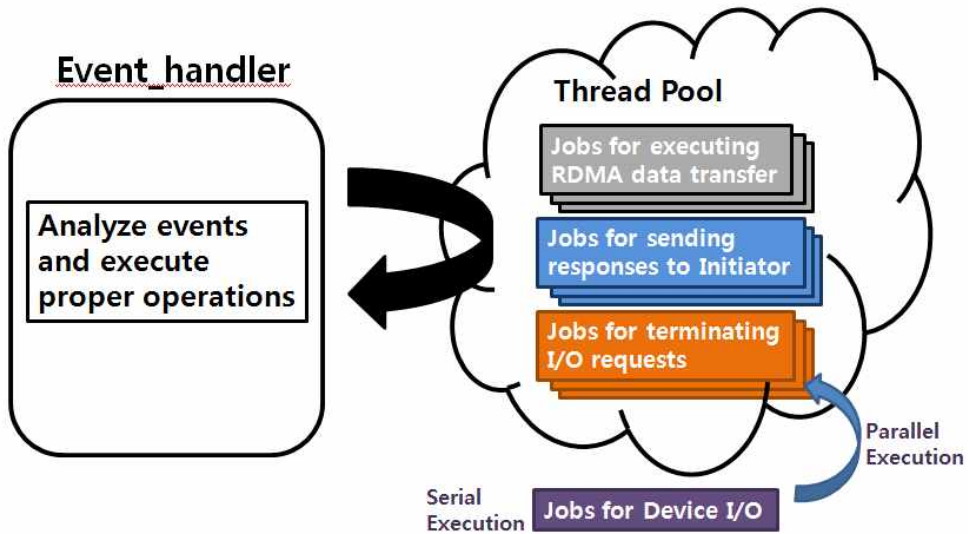 Event_handler
Analyze events
and execute
proper operations
Thread Pool
Jobs for executing
RDMA data transfer
Jobs for sending
responses to Initiator
Jobs for terminating
I/O requests
Parallel
Execution
Serial
Execution
Jobs for Device I/O